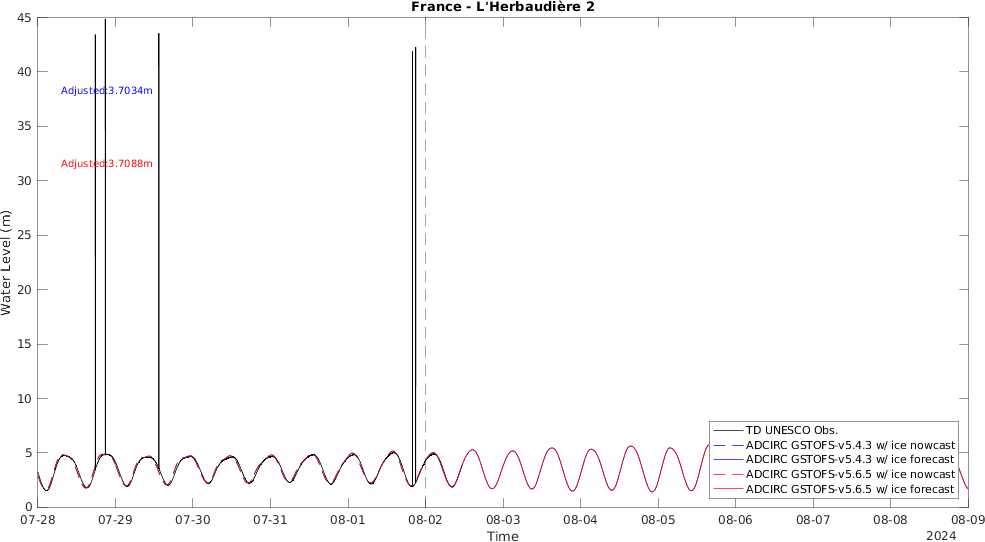 France - L'Herbaudière 2
45
40
35
30
25
20
15
10
5
0
Water Level (m)
Adjusted:3.7034m
Adjusted:3.7088m
TD UNESCO Obs.
ADCIRC GSTOFS-v5.4.3 w/ ice nowcast
ADCIRC GSTOFS-v5.4.3 w/ ice forecast
ADCIRC GSTOFS-v5.6.5 w/ ice nowcast
ADCIRC GSTOFS-v5.6.5 w/ ice forecast
07-28 07-29 07-30 07-31 08-01 08-02 08-03 08-04 08-05 08-06 08-07 08-08 08-09
Time
2024